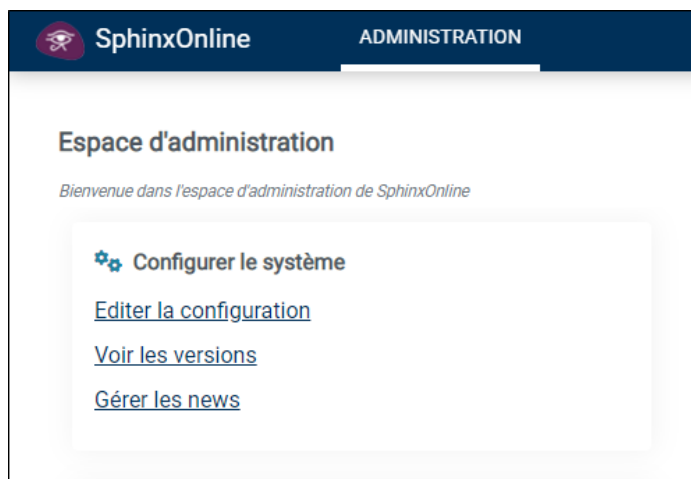 SphinxOnline
ADMINISTRATION
Espace d'administration
Bienvenue dans l'espace d'administration de SphinxOnline
Configurer le système
Editer la configuration
Voir les versions
Gérer les news